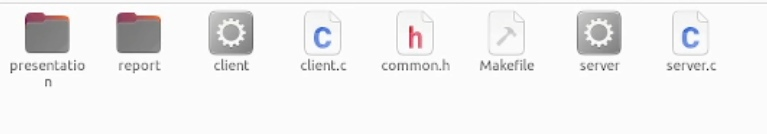 presentatio report client client.c common.h Makefile server server.c
n